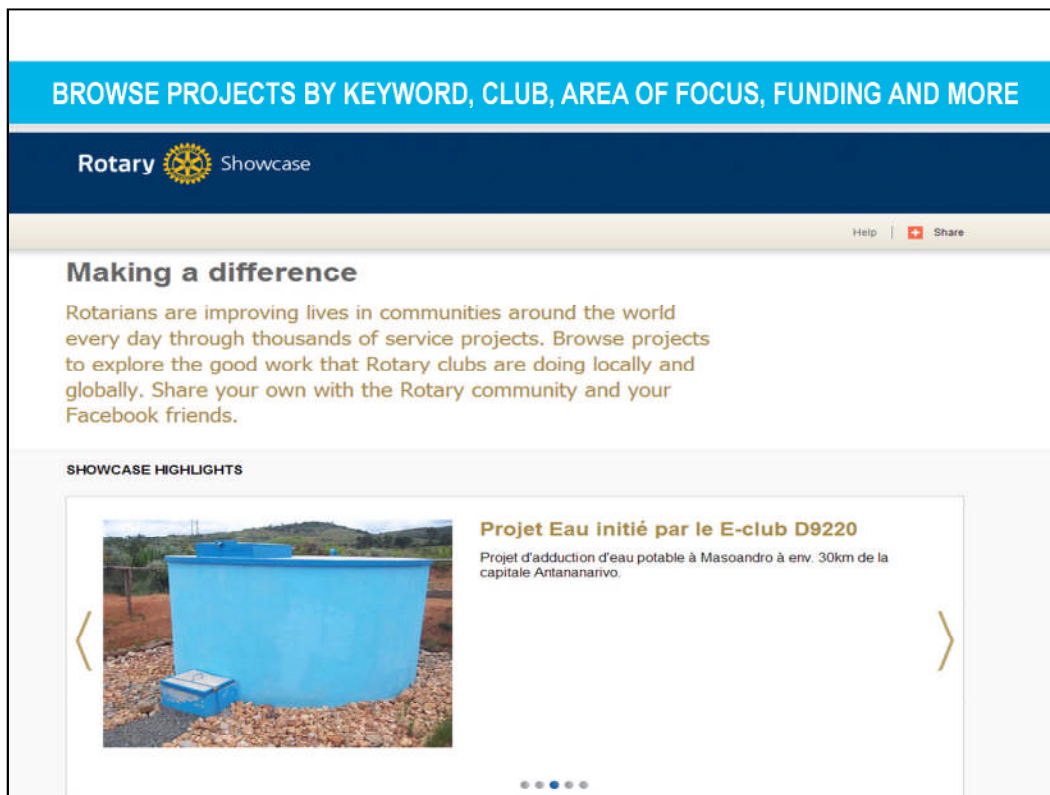 BROWSE PROJECTS BY KEYWORD, CLUB, AREA OF FOCUS, FUNDING AND MORE
Rotary Showcase
Help | Share
Making a difference
Rotarians are improving lives in communities around the world
every day through thousands of service projects. Browse projects
to explore the good work that Rotary clubs are doing locally and
globally. Share your own with the Rotary community and your
Facebook friends.
SHOWCASE HIGHLIGHTS
Projet Eau initié par le E-club D9220
Projet d'adduction d'eau potable à Masoandro à env. 30km de la
capitale Antananarivo.